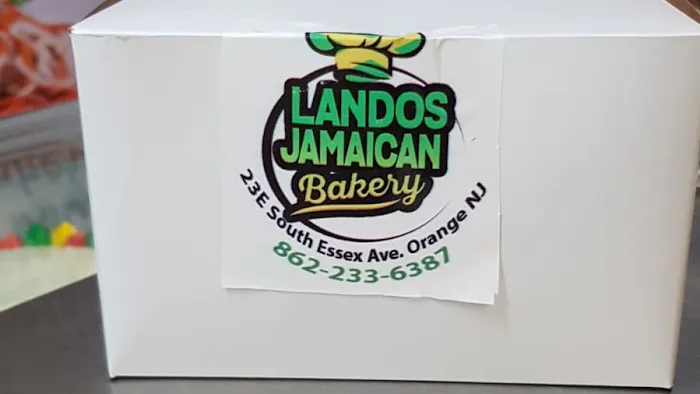 LANDOS
JAMAICAN
Bakery
23E South Essex Ave. Orange NJ
862-233-6387